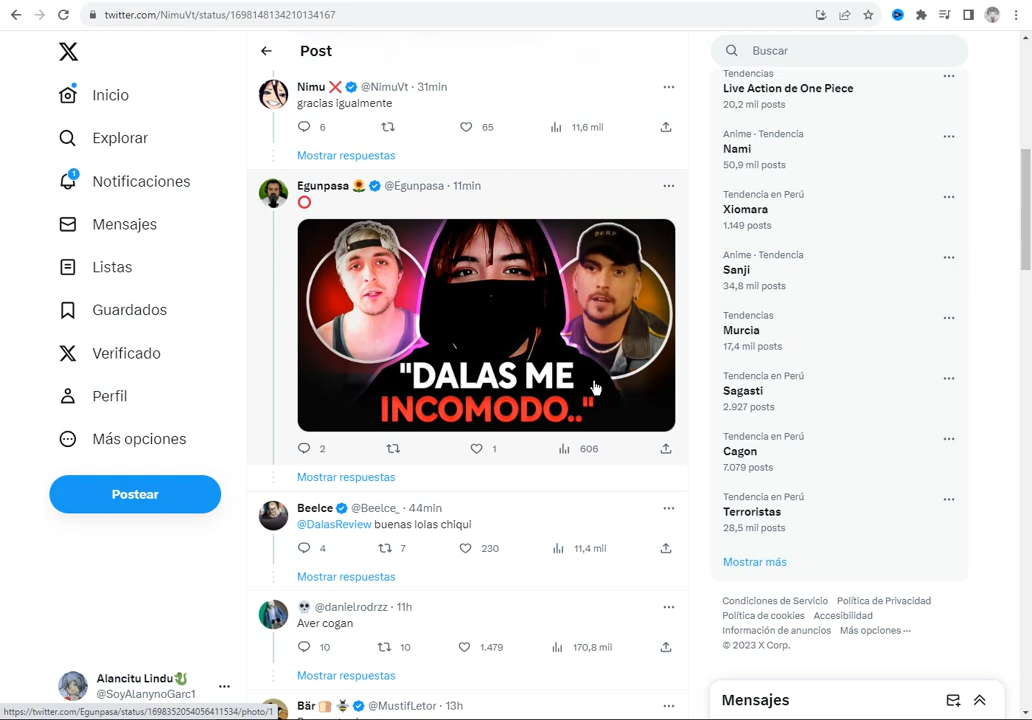 twitter.com/NimuVt/status/1698148134210134167
X
Inicio
Explorar
1
Notificaciones
Mensajes
Listas
Guardados
Verificado
Perfil
Más opciones
Postear
Alancitu Lindu
@SoyAlanynoGarc1
https://twitter.com/Egunpasa/status/1698352054056411534/photo/1
Post
Nimu ❌ @NimuVt · 31min
gracias igualmente
6 65 11,6 mil
Mostrar respuestas
Egunpasa 🌻 @Egunpasa · 11min
⭕
"DALAS ME
INCOMODO.."
2 1 606
Mostrar respuestas
Beelce @Beelce_ · 44min
@DalasReview buenas lolas chiqui
4 7 230 11,4 mil
Mostrar respuestas
💀 @danielrodrzz · 11h
Aver cogan
10 10 1.479 170,8 mil
Mostrar respuestas
Bär 🍞 🐝 @MustifLetor · 13h
Buscar
Tendencias
Live Action de One Piece
20,2 mil posts
Anime · Tendencia
Nami
50,9 mil posts
Tendencia en Perú
Xiomara
1.149 posts
Anime · Tendencia
Sanji
34,8 mil posts
Tendencias
Murcia
17,4 mil posts
Tendencia en Perú
Sagasti
2.927 posts
Tendencia en Perú
Cagon
7.079 posts
Tendencia en Perú
Terroristas
28,5 mil posts
Mostrar más
Condiciones de Servicio Política de Privacidad
Política de cookies Accesibilidad
Información de anuncios Más opciones ···
© 2023 X Corp.
Mensajes